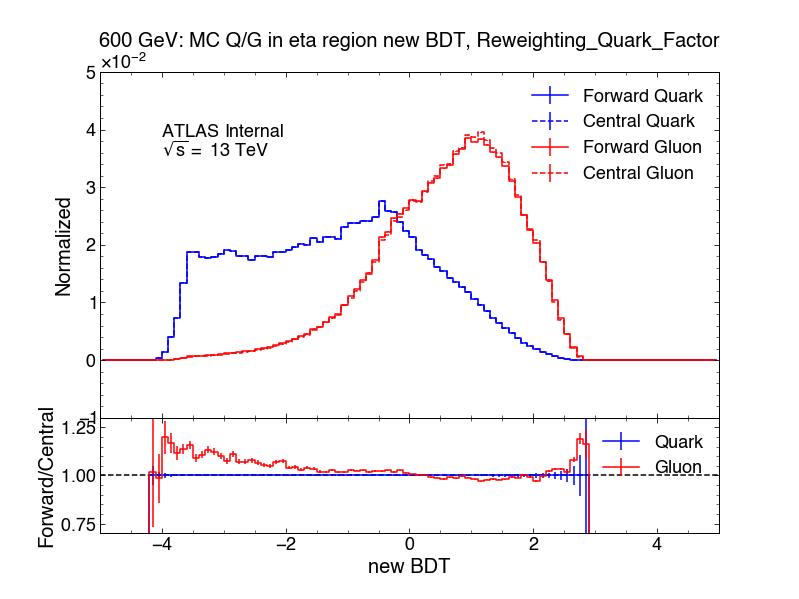 600 GeV: MC Q/G in eta region new BDT, Reweighting_Quark_Factor
×10−2
5
4
3
2
1
0
−1
Normalized
ATLAS Internal
√s = 13 TeV
Forward Quark
Central Quark
Forward Gluon
Central Gluon
1.25
1.00
0.75
Forward/Central
Quark
Gluon
−4
−2
0
2
4
new BDT